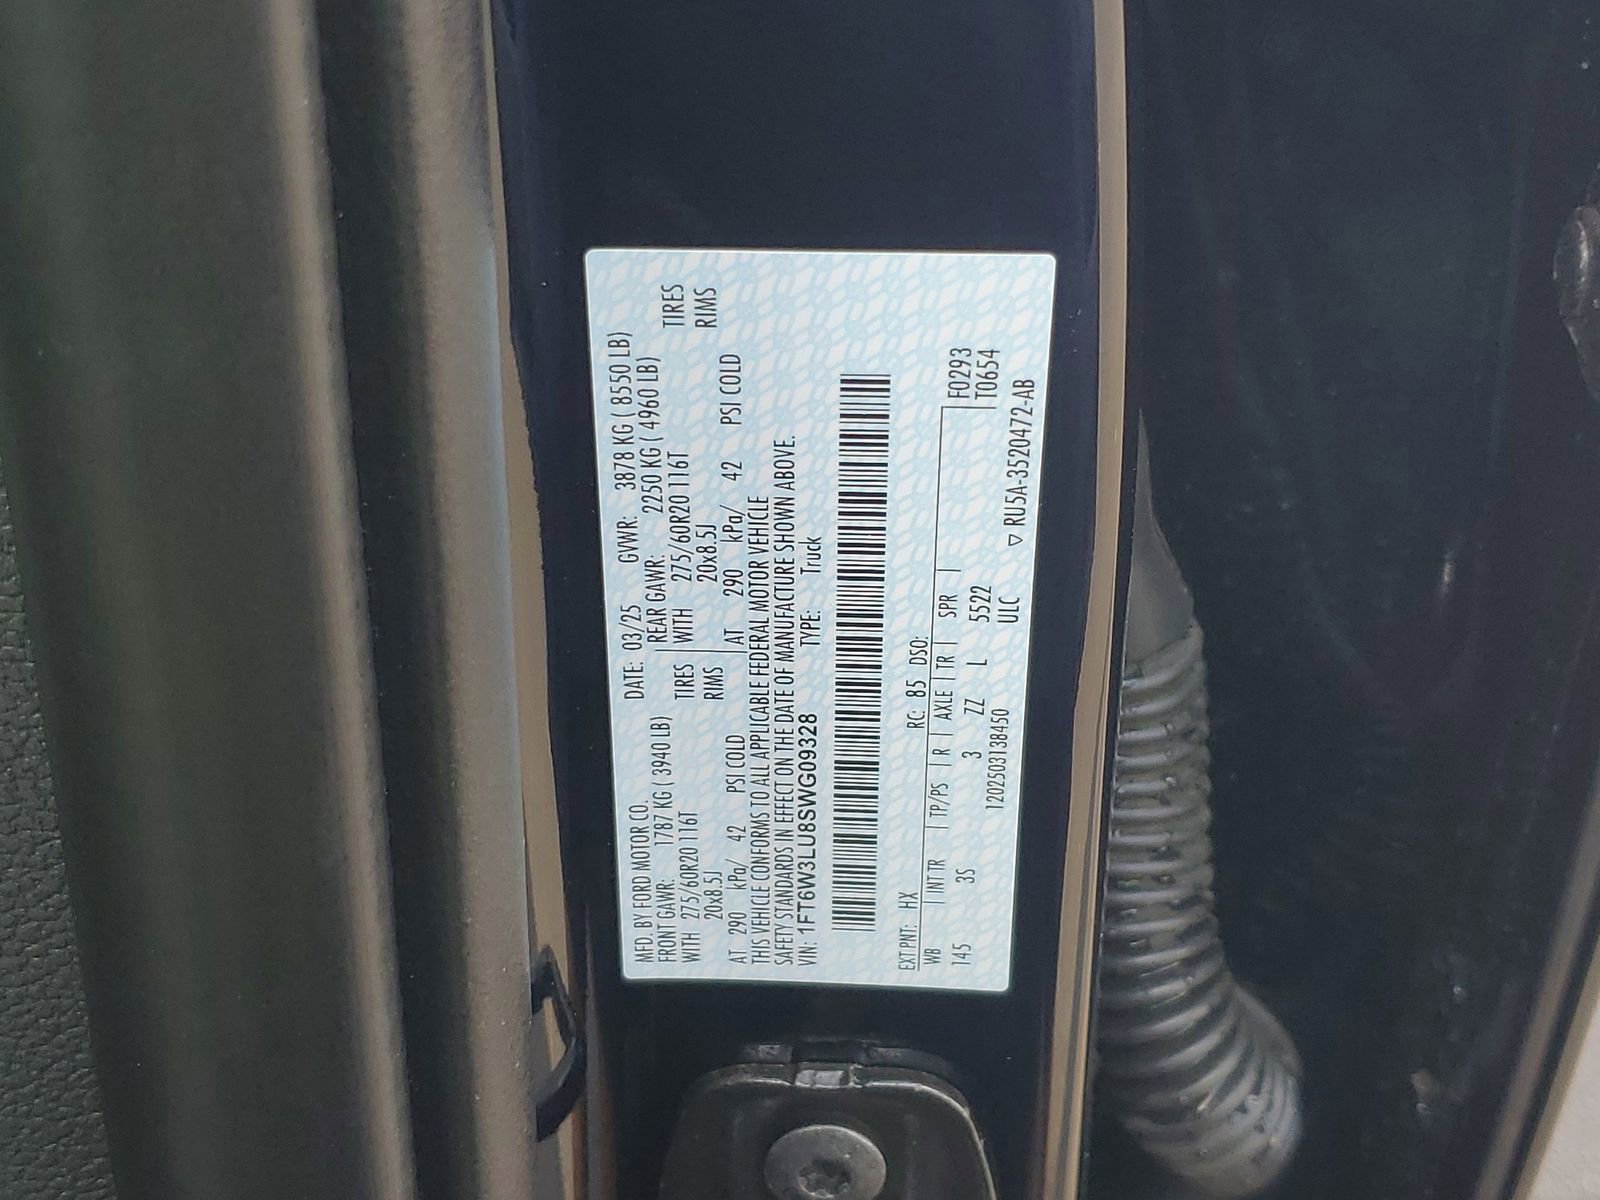 MFD. BY FORD MOTOR CO. DATE: 03/25 GVWR: 3878 KG ( 8550 LB)
FRONT GAWR: 1787 KG ( 3940 LB) REAR GAWR: 2250 KG ( 4960 LB)
WITH 275/60R20 116T TIRES WITH 275/60R20 116T TIRES
20x8.5J RIMS 20x8.5J RIMS
AT 290 kPa/ 42 PSI COLD AT 290 kPa/ 42 PSI COLD
THIS VEHICLE CONFORMS TO ALL APPLICABLE FEDERAL MOTOR VEHICLE
SAFETY STANDARDS IN EFFECT ON THE DATE OF MANUFACTURE SHOWN ABOVE.
VIN: 1FT6W3LU8SWG09328 TYPE: Truck
EXT PNT: HX RC: 85 DSO:
WB INT TR TP/PS R AXLE TR SPR F0293
145 3S 3 ZZ L 5522 T0654
1202503138450 ULC ▽ RU5A-3520472-AB